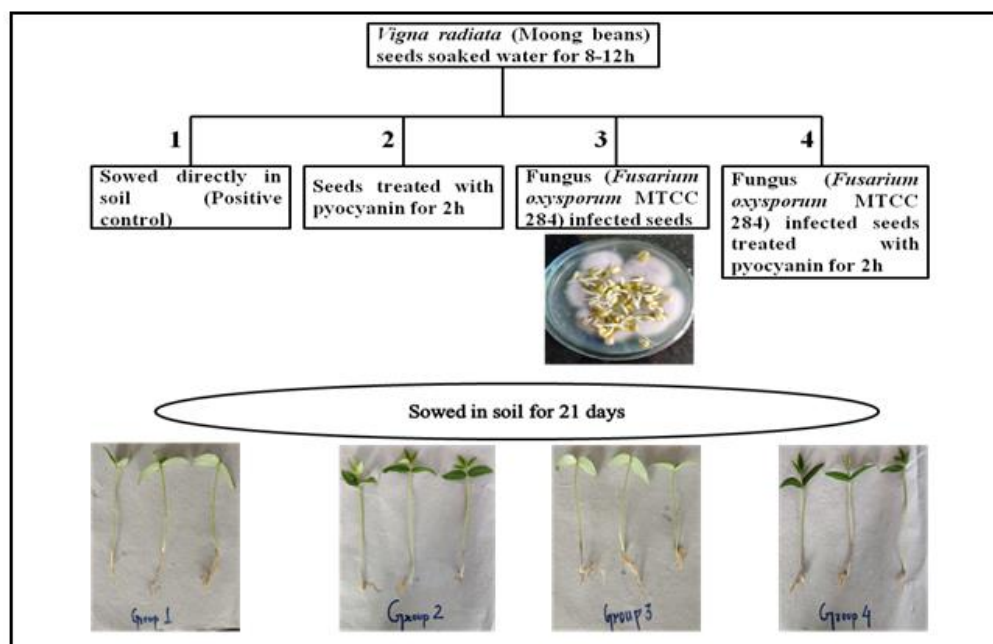 Vigna radiata (Moong beans)
seeds soaked water for 8-12h
1
2
3
4
Sowed directly in
soil (Positive
control)
Seeds treated with
pyocyanin for 2h
Fungus (Fusarium
oxysporum MTCC
284) infected seeds
Fungus (Fusarium
oxysporum MTCC
284) infected seeds
treated with
pyocyanin for 2h
Sowed in soil for 21 days
Group 1
Group 2
Group 3
Group 4